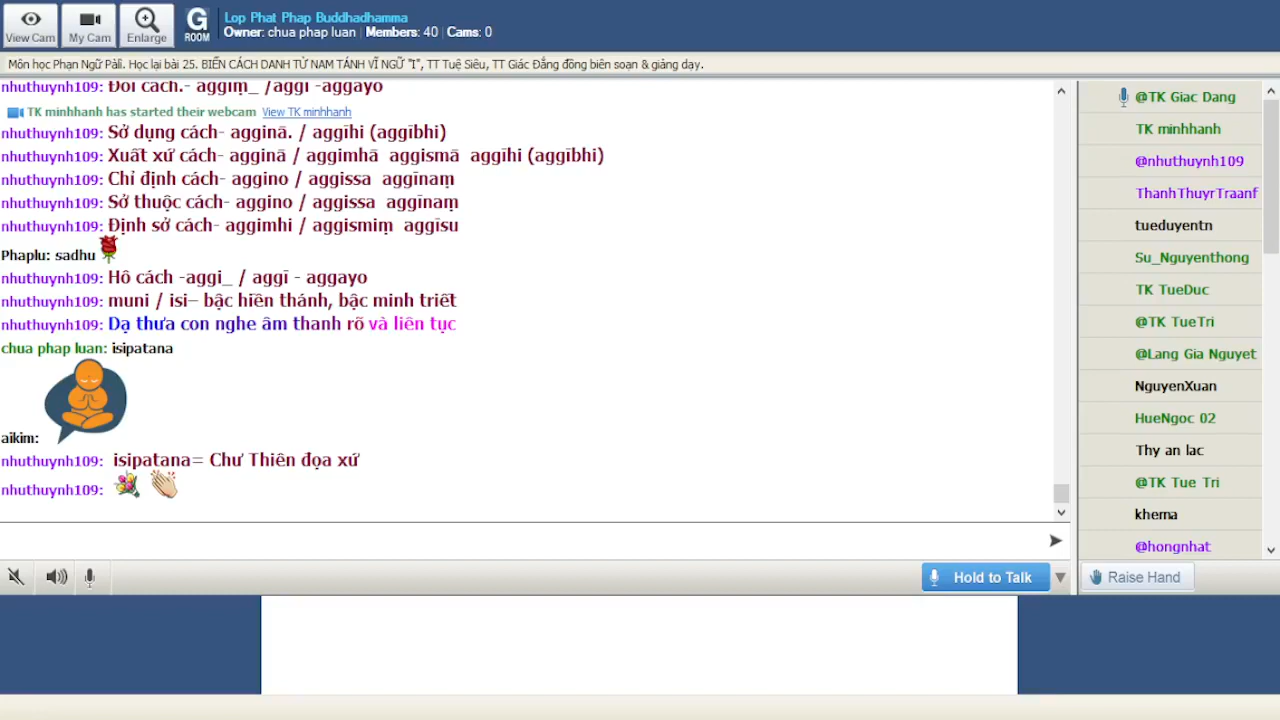 View Cam
My Cam
Enlarge
G
ROOM
Lop Phat Phap Buddhadhamma
Owner: chua phap luan | Members: 40 | Cams: 0
Môn học Phạn Ngữ Pàli. Học lại bài 25. BIẾN CÁCH DANH TỪ NAM TÁNH VĨ NGỮ "I", TT Tuệ Siêu, TT Giác Đẳng đồng biên soạn & giảng dạy.
nhuthuynh109: Đối cách.- aggiṃ_ /aggī -aggayo
TK minhhanh has started their webcam View TK minhhanh
nhuthuynh109: Sở dụng cách- agginā. / aggīhi (aggībhi)
nhuthuynh109: Xuất xứ cách- agginā / aggimhā aggismā aggīhi (aggībhi)
nhuthuynh109: Chỉ định cách- aggino / aggissa aggīnaṃ
nhuthuynh109: Sở thuộc cách- aggino / aggissa aggīnaṃ
nhuthuynh109: Định sở cách- aggimhi / aggismiṃ aggīsu
Phaplu: sadhu
nhuthuynh109: Hô cách -aggi_ / aggī - aggayo
nhuthuynh109: muni / isi– bậc hiền thánh, bậc minh triết
nhuthuynh109: Dạ thưa con nghe âm thanh rõ và liên tục
chua phap luan: isipatana
aikim:
nhuthuynh109: isipatana= Chư Thiên đọa xứ
nhuthuynh109:
@TK Giac Dang
TK minhhanh
@nhuthuynh109
ThanhThuyrTraanf
tueduyentn
Su_Nguyenthong
TK TueDuc
@TK TueTri
@Lang Gia Nguyet
NguyenXuan
HueNgoc 02
Thy an lac
@TK Tue Tri
khema
@hongnhat
Hold to Talk
Raise Hand